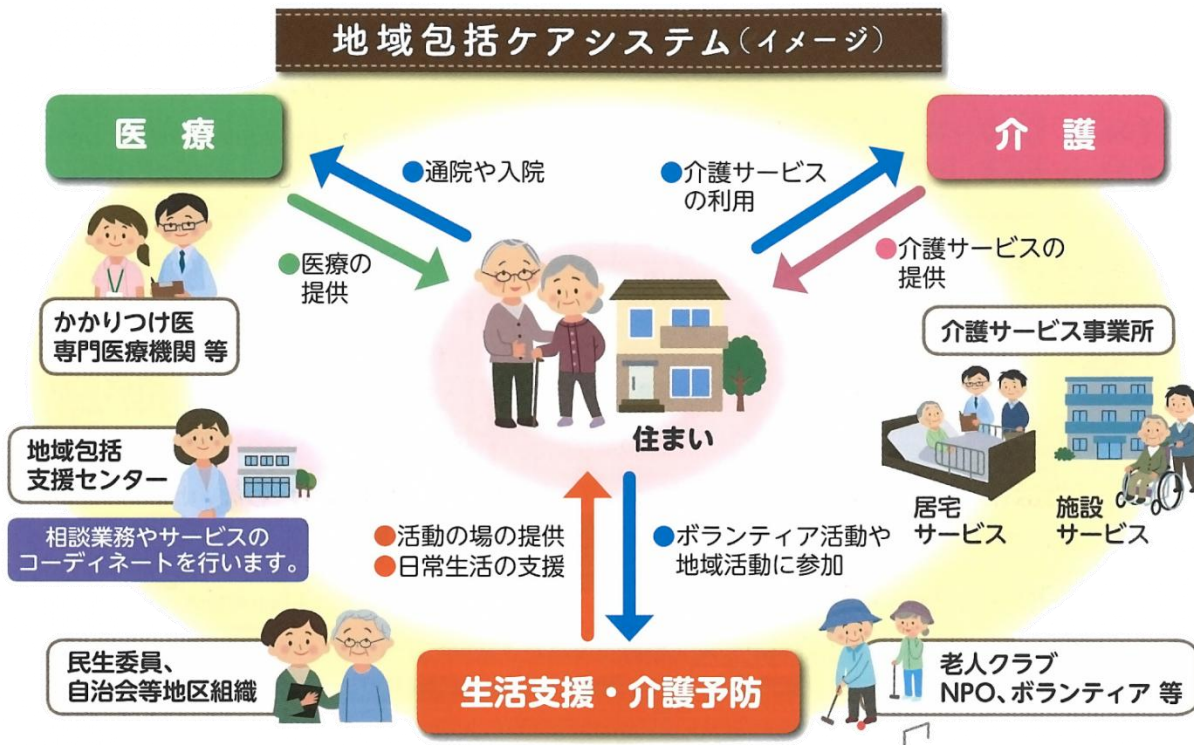 地域包括ケアシステム（イメージ）
医療
介護
●通院や入院
●介護サービス
の利用
●医療の
提供
●介護サービスの
提供
かかりつけ医
専門医療機関 等
介護サービス事業所
住まい
地域包括
支援センター
相談業務やサービスの
コーディネートを行います。
居宅
サービス
施設
サービス
●活動の場の提供
●日常生活の支援
●ボランティア活動や
地域活動に参加
民生委員、
自治会等地区組織
生活支援・介護予防
老人クラブ
NPO、ボランティア 等